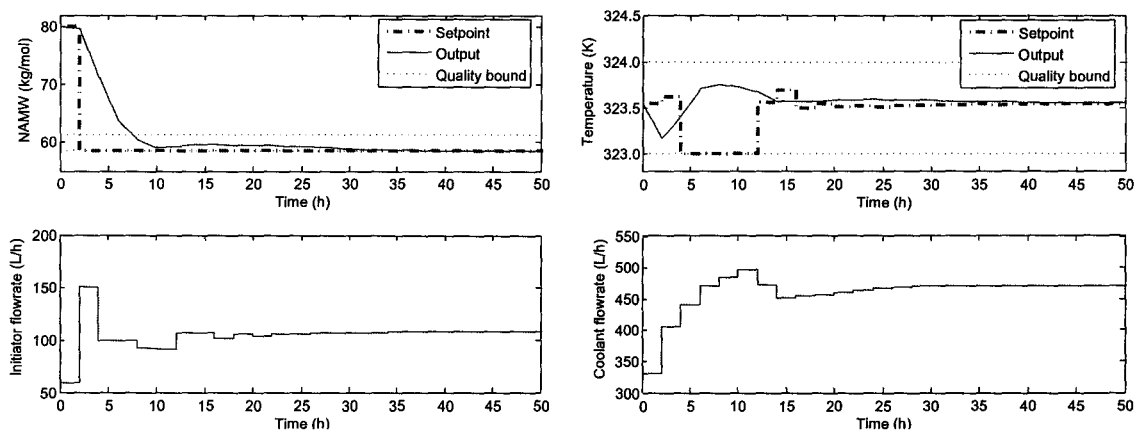 80
70
60
NAMW (kg/mol)
Setpoint
Output
Quality bound
0 5 10 15 20 25 30 35 40 45 50
Time (h)
324.5
324.0
323.5
323.0
Temperature (K)
Setpoint
Output
Quality bound
0 5 10 15 20 25 30 35 40 45 50
Time (h)
200
150
100
50
Initiator flowrate (L/h)
0 5 10 15 20 25 30 35 40 45 50
Time (h)
550
500
450
400
350
300
Coolant flowrate (L/h)
0 5 10 15 20 25 30 35 40 45 50
Time (h)